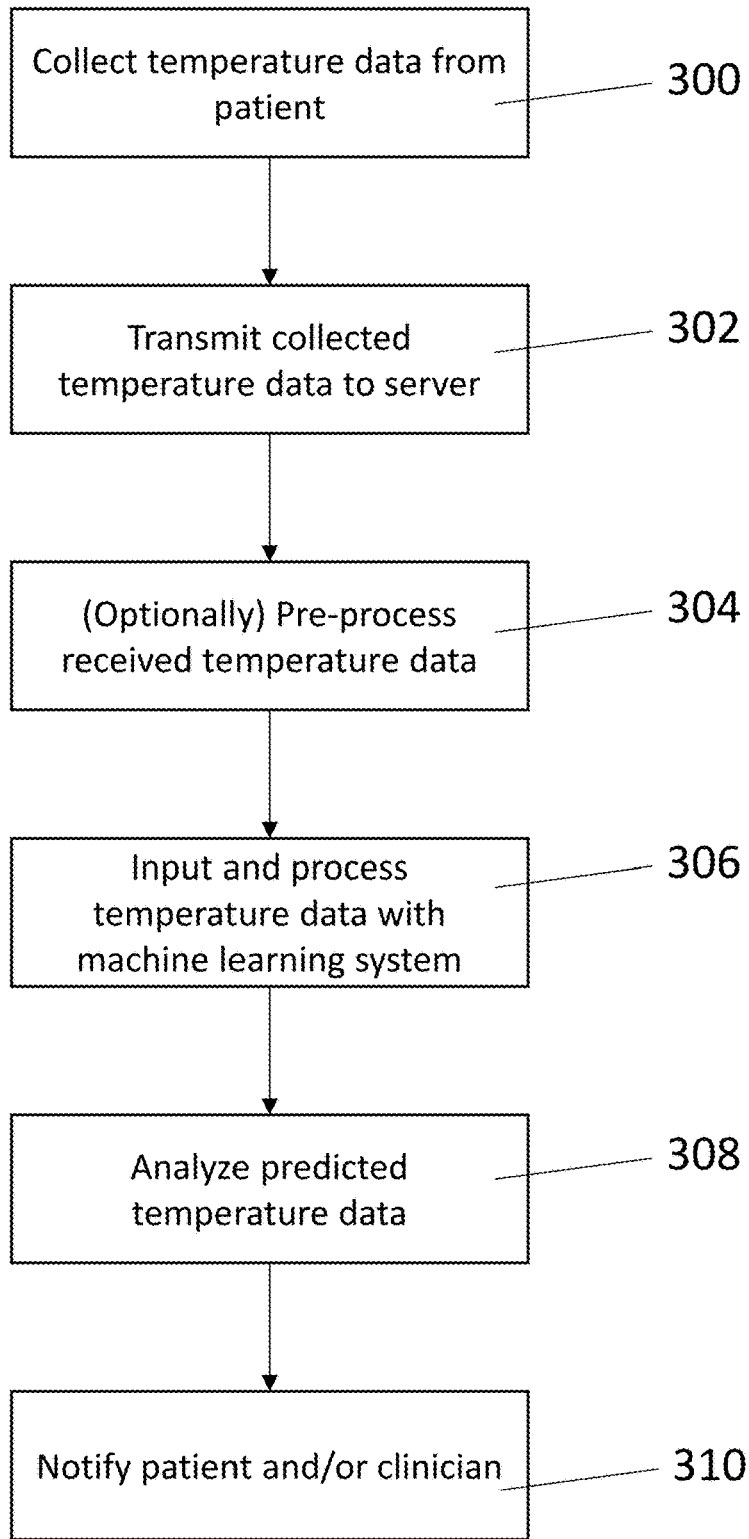 Collect temperature data from
patient
300
Transmit collected
temperature data to server
302
(Optionally) Pre-process
received temperature data
304
Input and process
temperature data with
machine learning system
306
Analyze predicted
temperature data
308
Notify patient and/or clinician
310